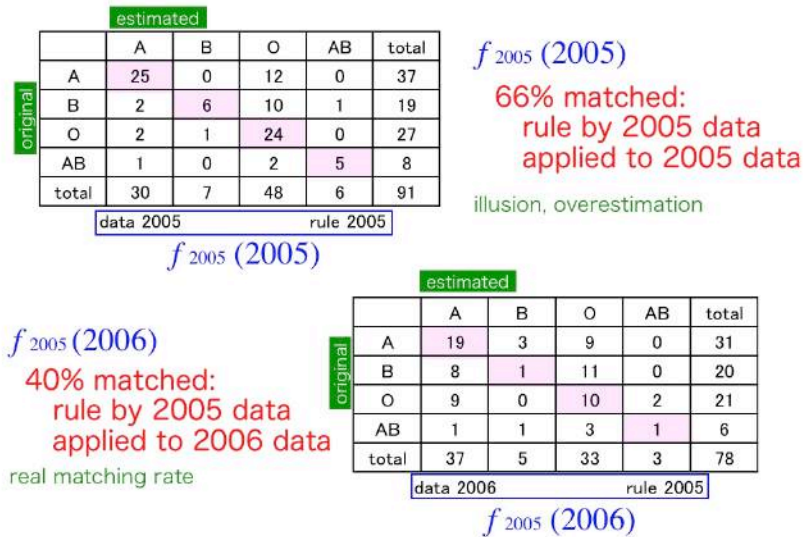 estimated
A B O AB total
original
A 25 0 12 0 37
B 2 6 10 1 19
O 2 1 24 0 27
AB 1 0 2 5 8
total 30 7 48 6 91
data 2005 rule 2005
f 2005 (2005)
f 2005 (2005)
66% matched:
rule by 2005 data
applied to 2005 data
illusion, overestimation
f 2005 (2006)
40% matched:
rule by 2005 data
applied to 2006 data
real matching rate
estimated
A B O AB total
original
A 19 3 9 0 31
B 8 1 11 0 20
O 9 0 10 2 21
AB 1 1 3 1 6
total 37 5 33 3 78
data 2006 rule 2005
f 2005 (2006)